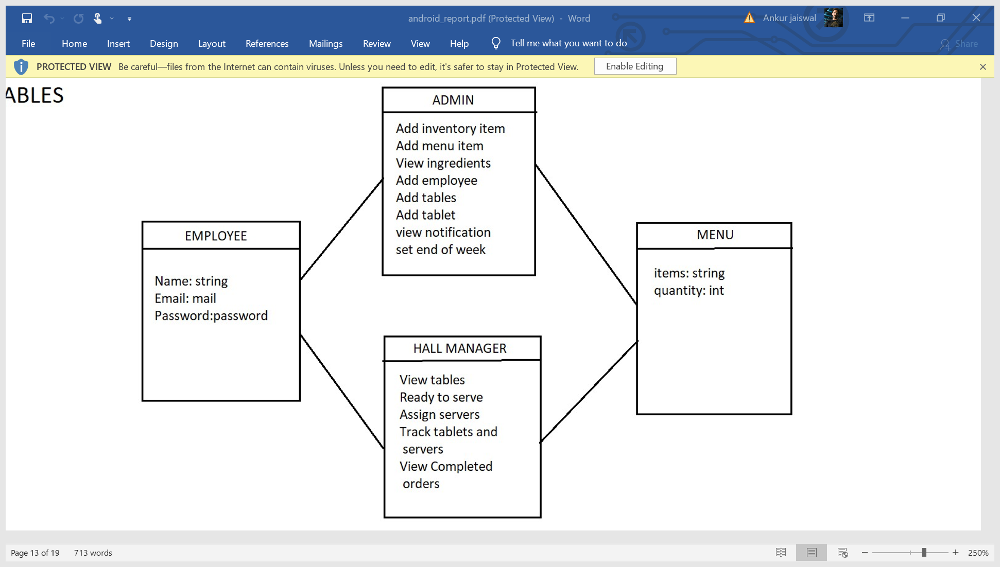 android_report.pdf (Protected View) - Word
Ankur jaiswal
File Home Insert Design Layout References Mailings Review View Help Tell me what you want to do Share
PROTECTED VIEW Be careful—files from the Internet can contain viruses. Unless you need to edit, it's safer to stay in Protected View. Enable Editing
ABLES
ADMIN
Add inventory item
Add menu item
View ingredients
Add employee
Add tables
Add tablet
view notification
set end of week
EMPLOYEE
Name: string
Email: mail
Password:password
MENU
items: string
quantity: int
HALL MANAGER
View tables
Ready to serve
Assign servers
Track tablets and
servers
View Completed
orders
Page 13 of 19 713 words 250%